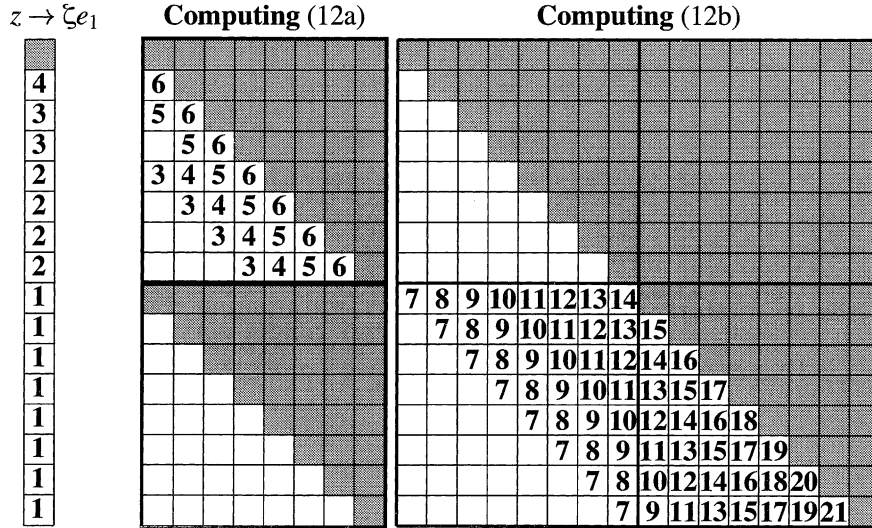 z → ζe₁ Computing (12a) Computing (12b)
4 6
3 5 6
3 5 6
2 3 4 5 6
2 3 4 5 6
2 3 4 5 6
2 3 4 5 6
1 7 8 9 10 11 12 13 14
1 7 8 9 10 11 12 13 15
1 7 8 9 10 11 12 14 16
1 7 8 9 10 11 13 15 17
1 7 8 9 10 12 14 16 18
1 7 8 9 11 13 15 17 19
1 7 8 10 12 14 16 18 20
1 7 9 11 13 15 17 19 21